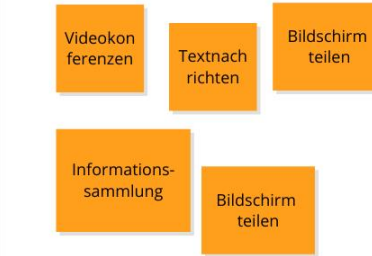 Videokon
ferenzen
Textnach
richten
Bildschirm
teilen
Informations-
sammlung
Bildschirm
teilen